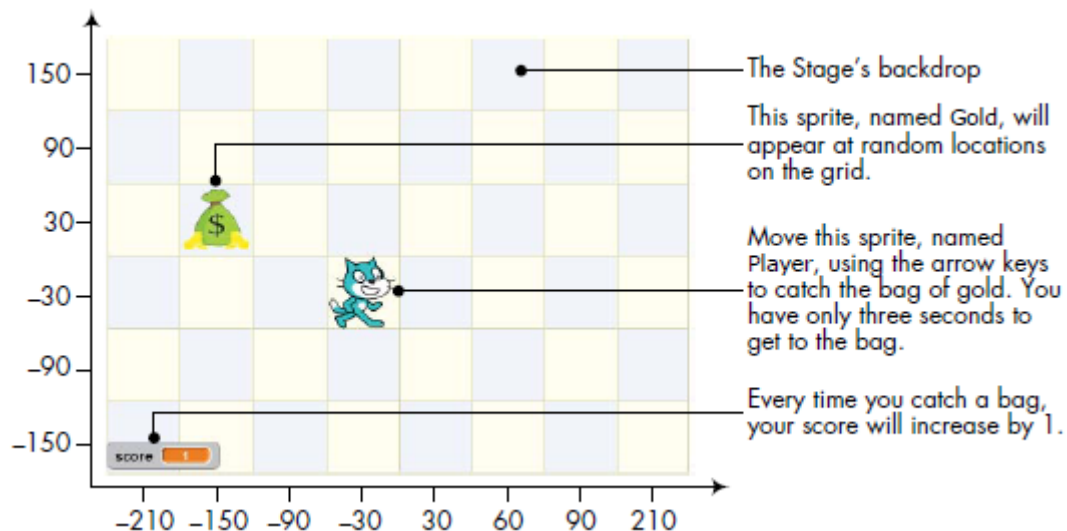 150
The Stage's backdrop
This sprite, named Gold, will
appear at random locations
on the grid.
90
$
30
Move this sprite, named
Player, using the arrow keys
to catch the bag of gold. You
have only three seconds to
get to the bag.
–30
–90
Every time you catch a bag,
your score will increase by 1.
–150
score 1
–210 –150 –90 –30 30 60 90 210